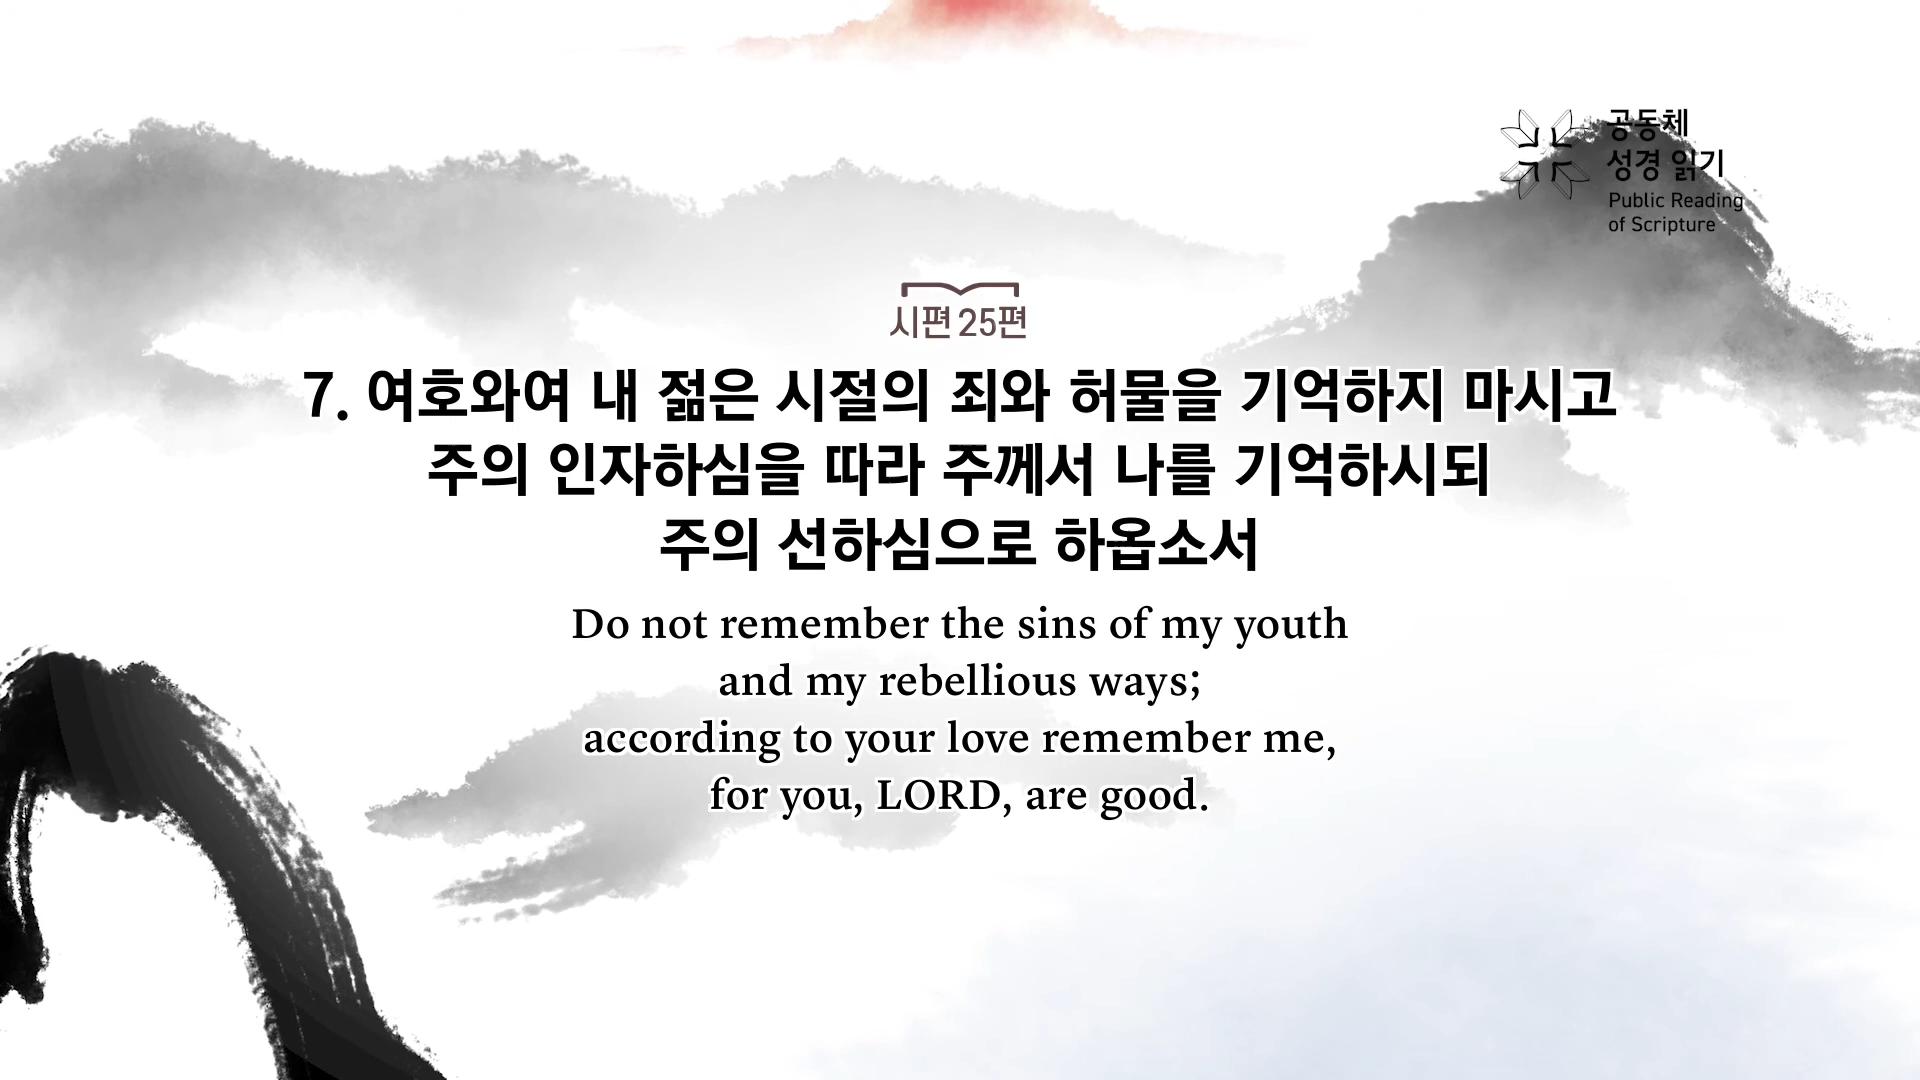 공동체
성경 읽기
Public Reading
of Scripture
시편 25편
7. 여호와여 내 젊은 시절의 죄와 허물을 기억하지 마시고
주의 인자하심을 따라 주께서 나를 기억하시되
주의 선하심으로 하옵소서
Do not remember the sins of my youth
and my rebellious ways;
according to your love remember me,
for you, LORD, are good.